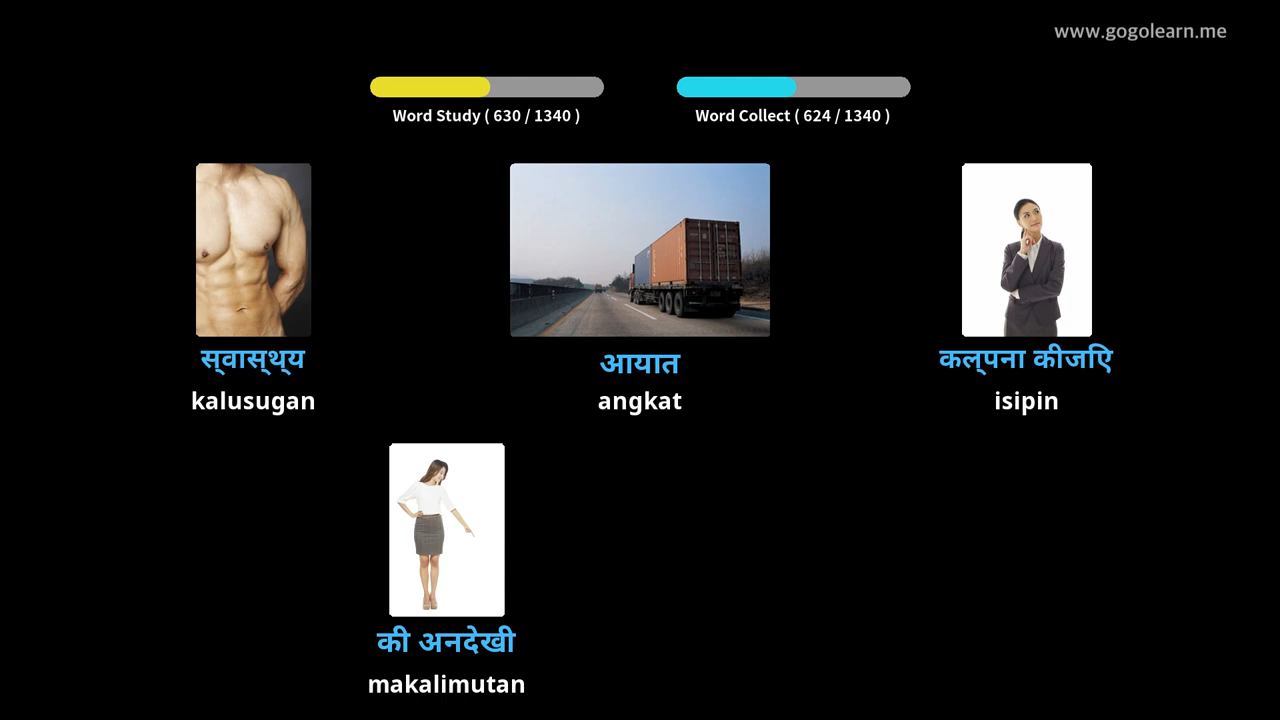 www.gogolearn.me
Word Study ( 630 / 1340 )
Word Collect ( 624 / 1340 )
स्वास्थ्य
आयात
कल्पना कीजिए
kalusugan
angkat
isipin
की अनदेखी
makalimutan